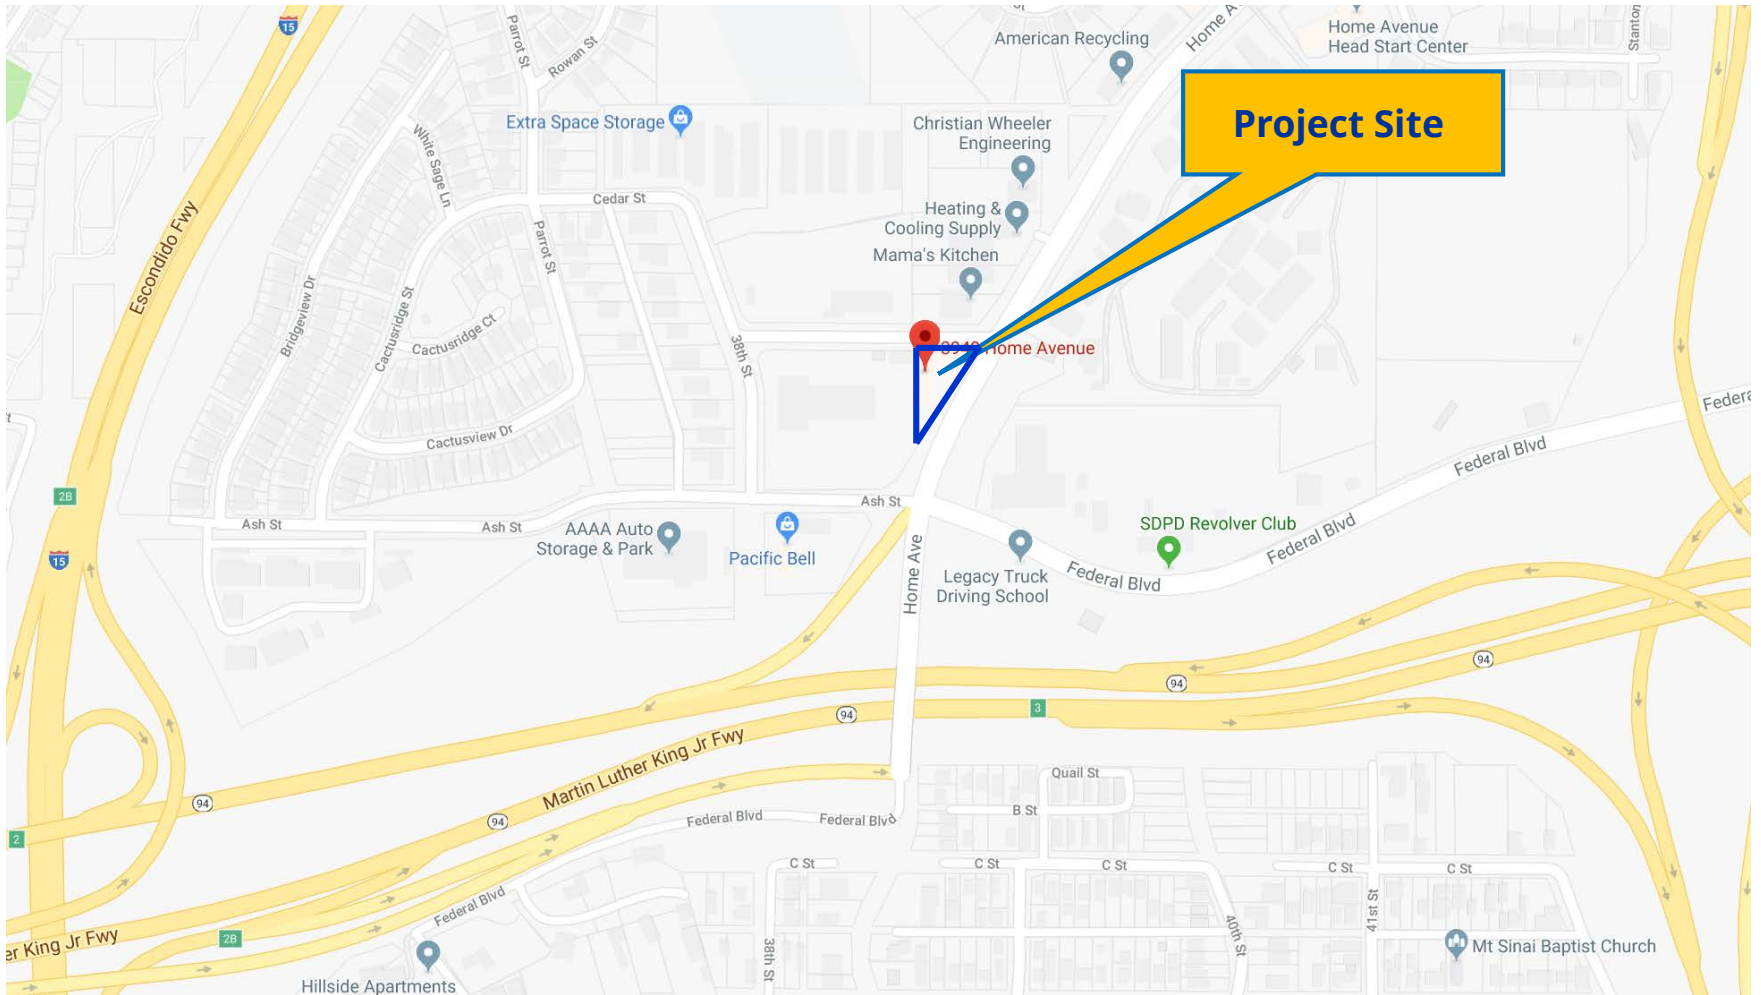 15
Parrot St
Rowan St
American Recycling
Home A
Home Avenue
Head Start Center
Stanton
Project Site
Extra Space Storage
Christian Wheeler
Engineering
White Sage Ln
Cedar St
Heating &
Cooling Supply
Mama's Kitchen
Escondido Fwy
Parrot St
Bridgeview Dr
Cactusridge St
Cactusridge Ct
38th St
Home Avenue
Federa
Cactusview Dr
Federal Blvd
2B
Ash St
Ash St
Ash St
AAAA Auto
Storage & Park
Pacific Bell
SDPD Revolver Club
Federal Blvd
15
Home Ave
Legacy Truck
Driving School
Federal Blvd
94
94
94
3
Martin Luther King Jr Fwy
94
94
Quail St
B St
2
Federal Blvd
Federal Blvd
C St
C St
C St
C St
C St
Federal Blvd
41st St
40th St
38th St
er King Jr Fwy
2B
Mt Sinai Baptist Church
Hillside Apartments